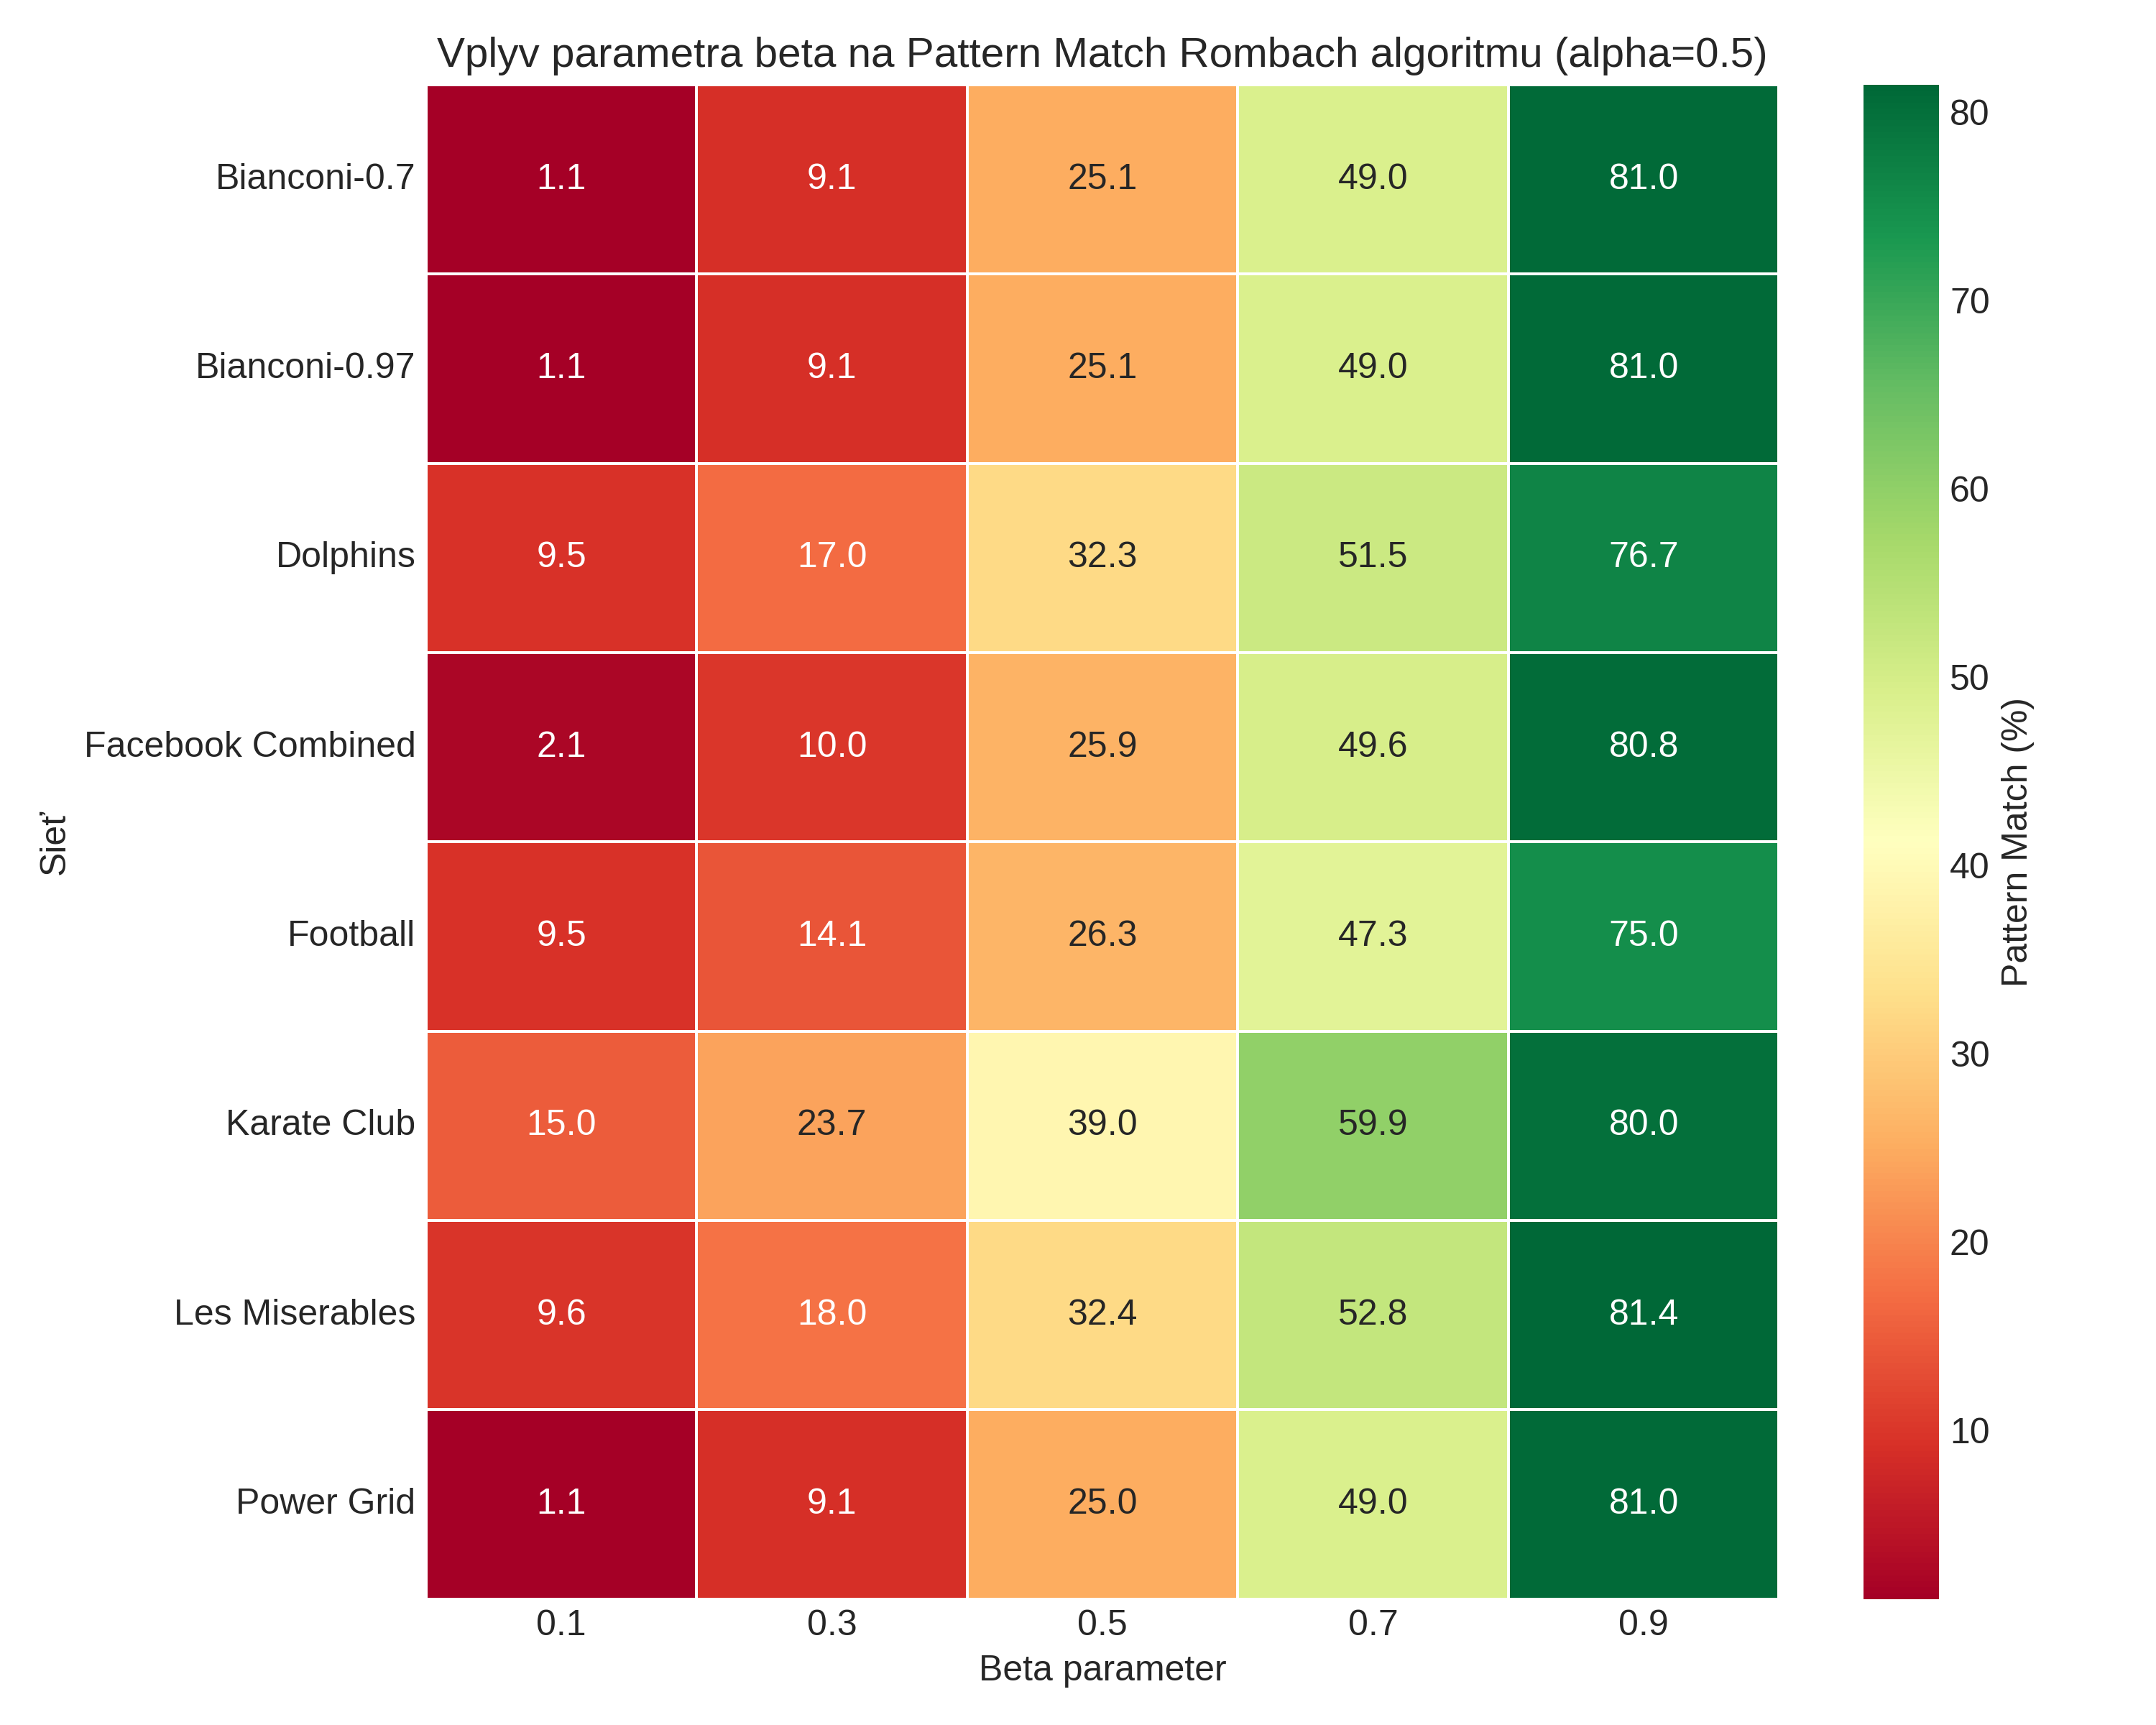 Vplyv parametra beta na Pattern Match Rombach algoritmu (alpha=0.5)
Bianconi-0.7 1.1 9.1 25.1 49.0 81.0
Bianconi-0.97 1.1 9.1 25.1 49.0 81.0
Dolphins 9.5 17.0 32.3 51.5 76.7
Facebook Combined 2.1 10.0 25.9 49.6 80.8
Football 9.5 14.1 26.3 47.3 75.0
Karate Club 15.0 23.7 39.0 59.9 80.0
Les Miserables 9.6 18.0 32.4 52.8 81.4
Power Grid 1.1 9.1 25.0 49.0 81.0
0.1 0.3 0.5 0.7 0.9
Beta parameter
Sieť
80
70
60
50
40
30
20
10
Pattern Match (%)